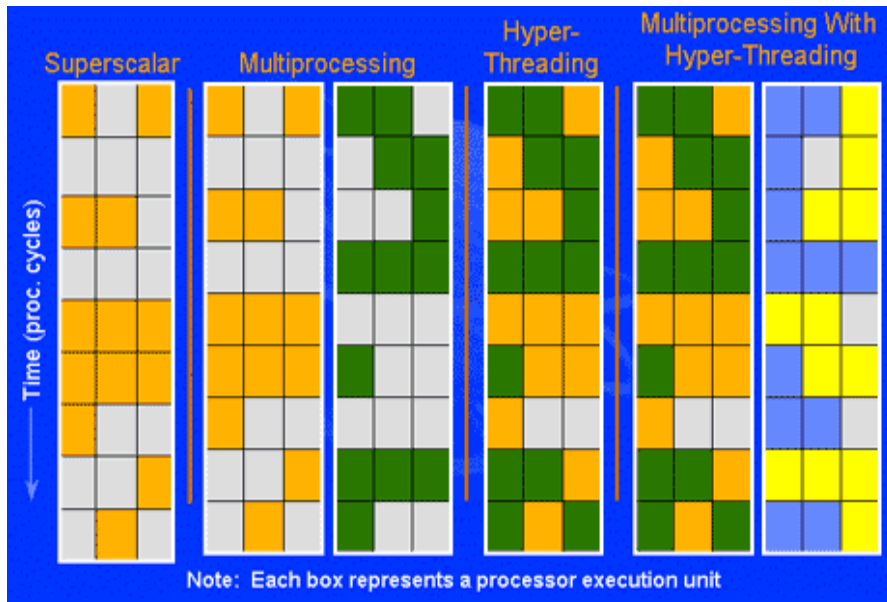 Superscalar
Multiprocessing
Hyper-
Threading
Multiprocessing With
Hyper-Threading
Time (proc. cycles)
Note: Each box represents a processor execution unit